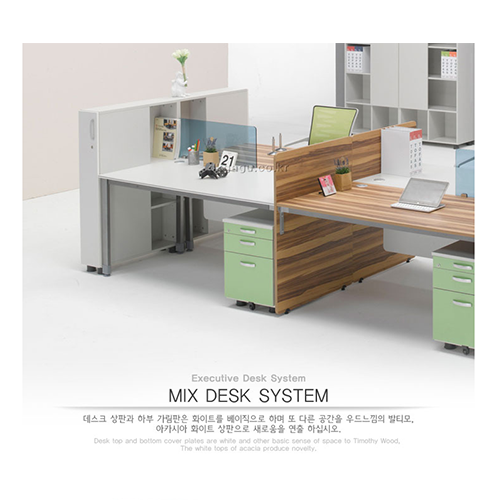 21
Executive Desk System
MIX DESK SYSTEM
데스크 상판과 하부 가림판은 화이트를 베이직으로 하며 또 다른 공간을 우드느낌의 발티모,
아카시아 화이트 상판으로 새로움을 연출 하십시오.
Desk top and bottom cover plates are white and other basic sense of space to Timothy Wood,
The white tops of acacia produce novelty.